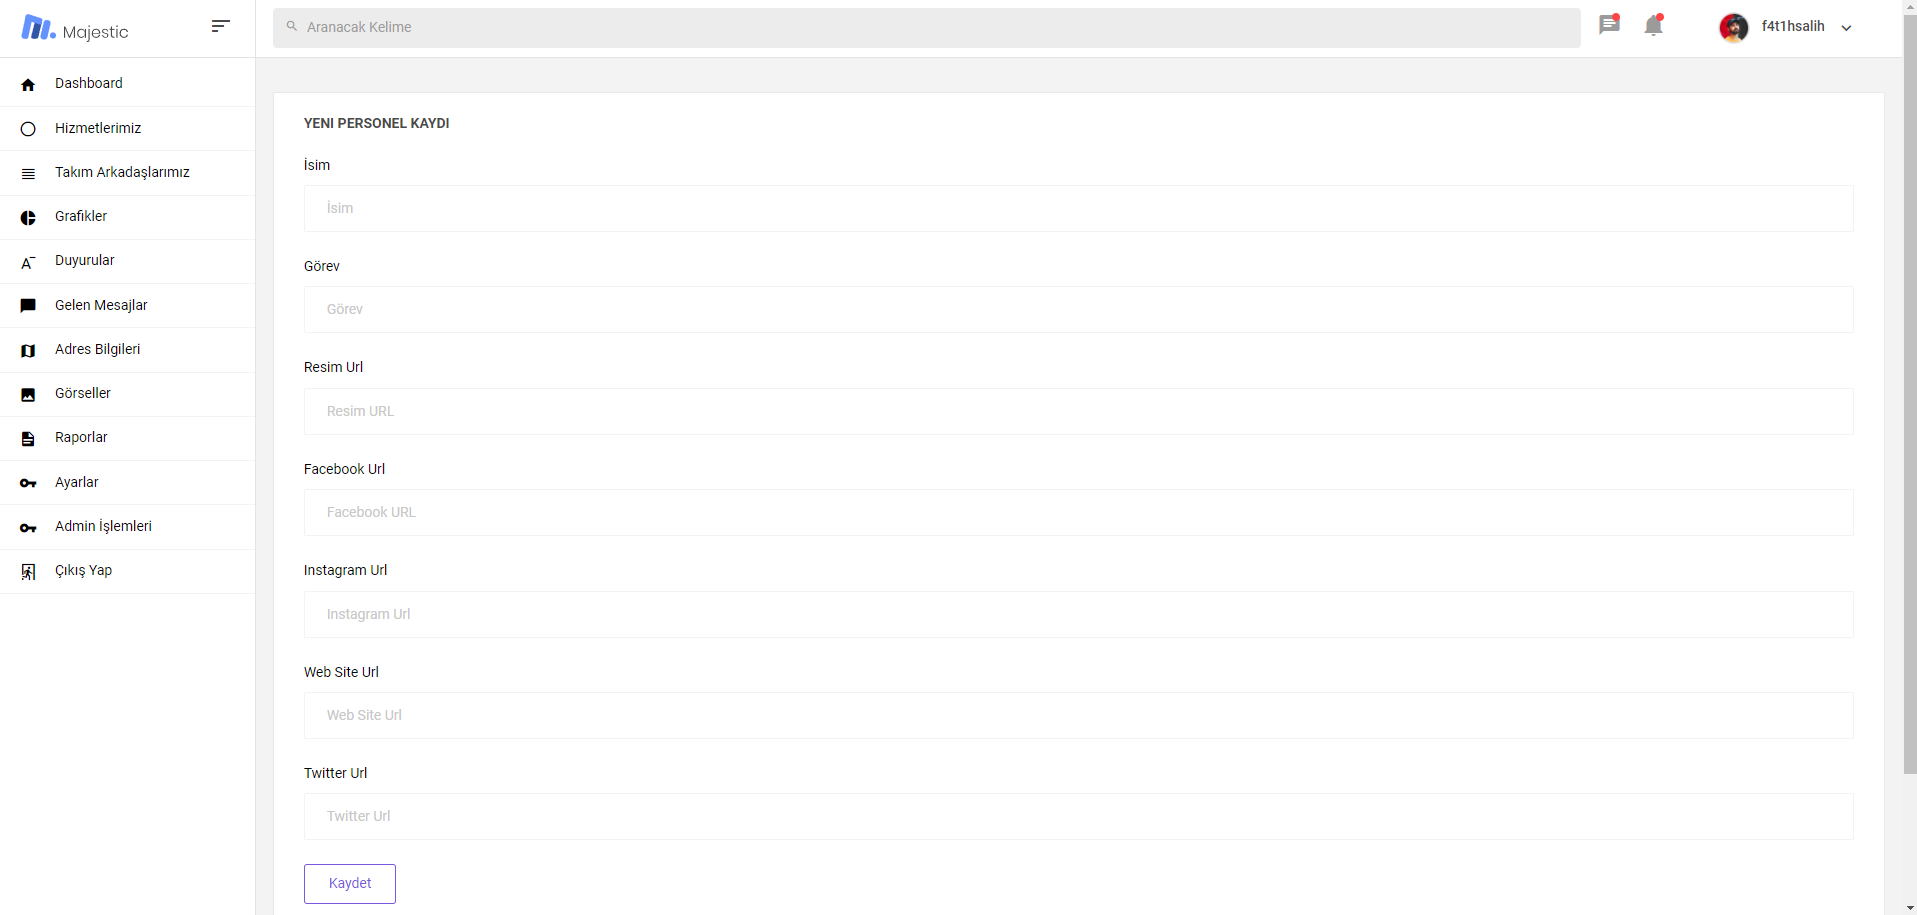 Majestic
Aranacak Kelime
f4t1hsalih
Dashboard
Hizmetlerimiz
Takım Arkadaşlarımız
Grafikler
Duyurular
Gelen Mesajlar
Adres Bilgileri
Görseller
Raporlar
Ayarlar
Admin İşlemleri
Çıkış Yap
YENI PERSONEL KAYDI
İsim
İsim
Görev
Görev
Resim Url
Resim URL
Facebook Url
Facebook URL
Instagram Url
Instagram Url
Web Site Url
Web Site Url
Twitter Url
Twitter Url
Kaydet